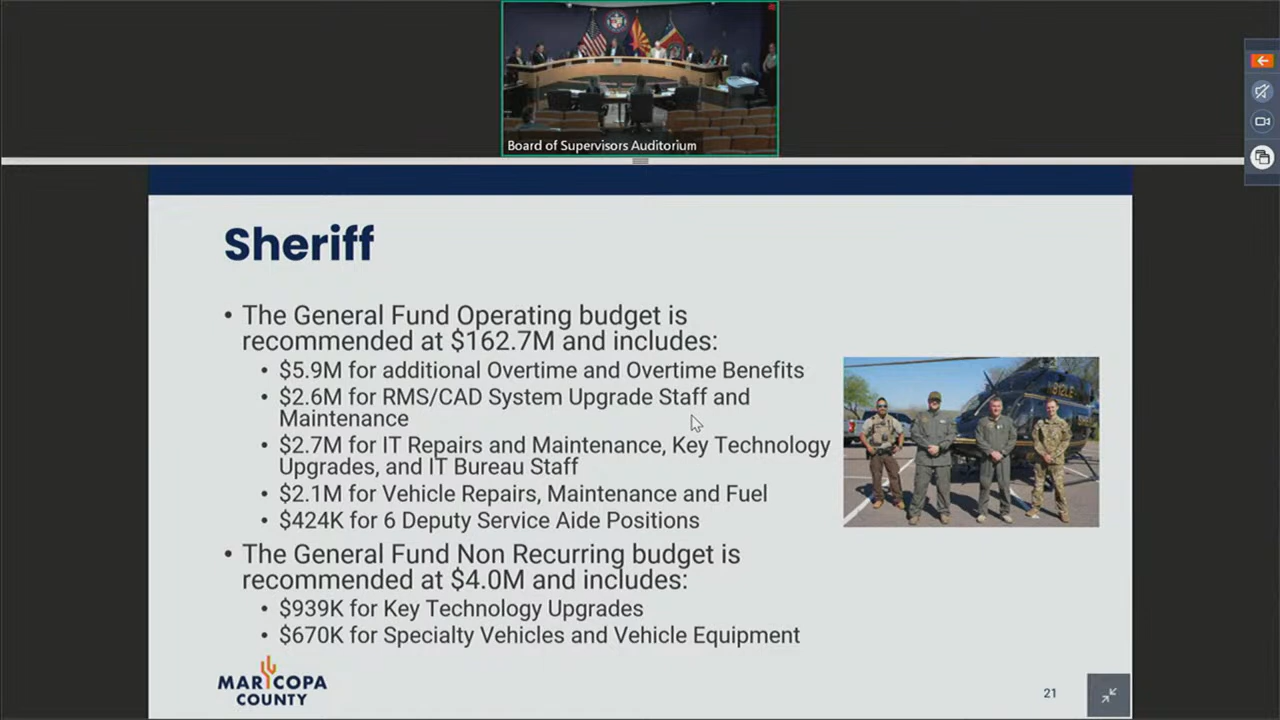 Board of Supervisors Auditorium
Sheriff
• The General Fund Operating budget is
recommended at $162.7M and includes:
• $5.9M for additional Overtime and Overtime Benefits
• $2.6M for RMS/CAD System Upgrade Staff and
Maintenance
• $2.7M for IT Repairs and Maintenance, Key Technology
Upgrades, and IT Bureau Staff
• $2.1M for Vehicle Repairs, Maintenance and Fuel
• $424K for 6 Deputy Service Aide Positions
• The General Fund Non Recurring budget is
recommended at $4.0M and includes:
• $939K for Key Technology Upgrades
• $670K for Specialty Vehicles and Vehicle Equipment
MARICOPA
COUNTY
21